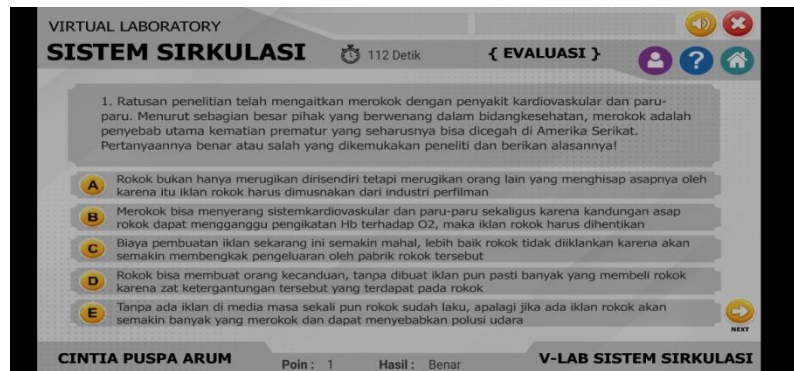 VIRTUAL LABORATORY
SISTEM SIRKULASI
112 Detik
{ EVALUASI }
1. Ratusan penelitian telah mengaitkan merokok dengan penyakit kardiovaskular dan paru-
paru. Menurut sebagian besar pihak yang berwenang dalam bidangkesehatan, merokok adalah
penyebab utama kematian prematur yang seharusnya bisa dicegah di Amerika Serikat.
Pertanyaannya benar atau salah yang dikemukakan peneliti dan berikan alasannya!
A Rokok bukan hanya merugikan dirisendiri tetapi merugikan orang lain yang menghisap asapnya oleh
karena itu iklan rokok harus dimusnakan dari industri perfilman
B Merokok bisa menyerang sistemkardiovaskular dan paru-paru sekaligus karena kandungan asap
rokok dapat mengganggu pengikatan Hb terhadap O2, maka iklan rokok harus dihentikan
C Biaya pembuatan iklan sekarang ini semakin mahal, lebih baik rokok tidak diiklankan karena akan
semakin membengkak pengeluaran oleh pabrik rokok tersebut
D Rokok bisa membuat orang kecanduan, tanpa dibuat iklan pun pasti banyak yang membeli rokok
karena zat ketergantungan tersebut yang terdapat pada rokok
E Tanpa ada iklan di media masa sekali pun rokok sudah laku, apalagi jika ada iklan rokok akan
semakin banyak yang merokok dan dapat menyebabkan polusi udara
NEXT
CINTIA PUSPA ARUM
Poin : 1
Hasil : Benar
V-LAB SISTEM SIRKULASI